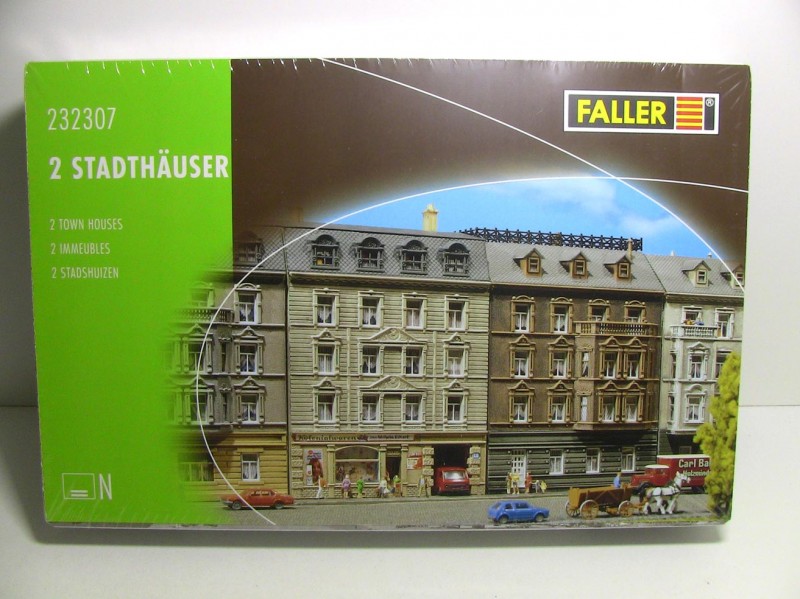 232307
2 STADTHÄUSER
2 TOWN HOUSES
2 IMMEUBLES
2 STADSHUIZEN
N
FALLER ®
Carl Ba